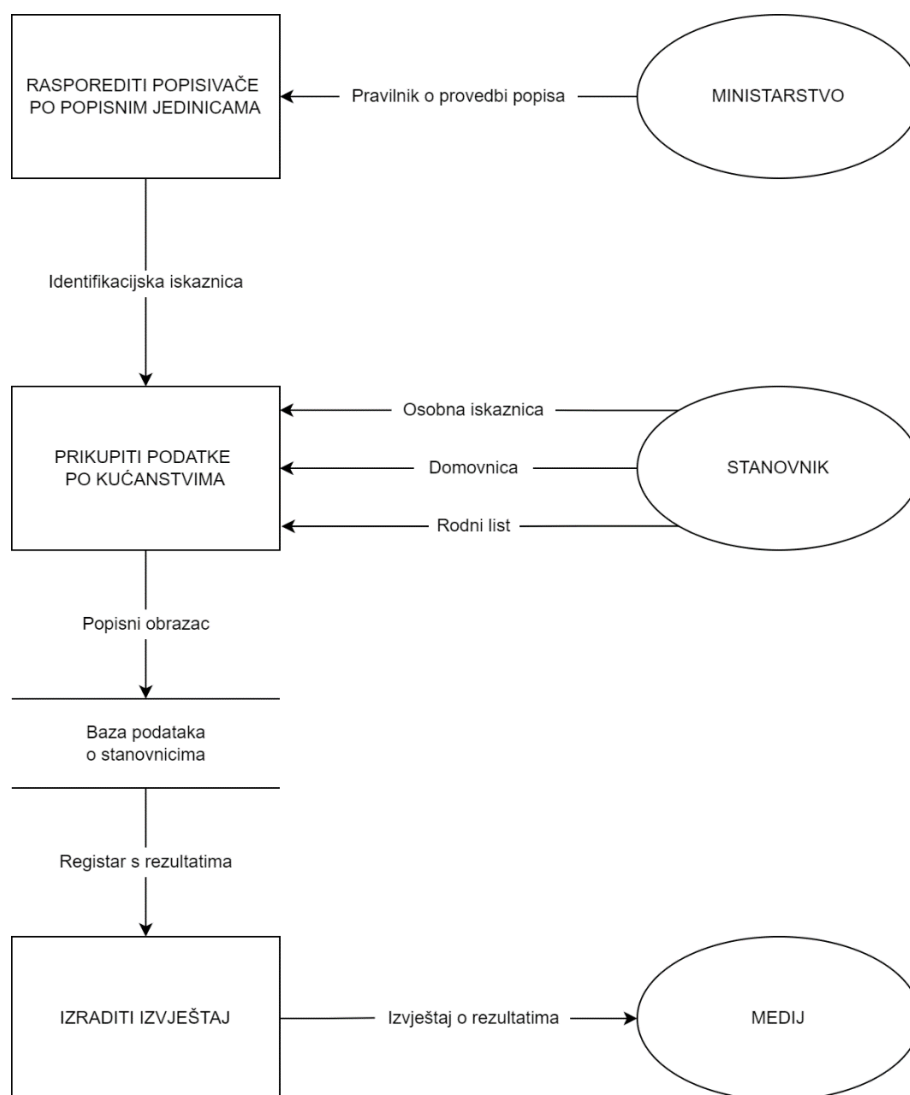 RASPOREDITI POPISIVAČE
PO POPISNIM JEDINICAMA
Pravilnik o provedbi popisa
MINISTARSTVO
Identifikacijska iskaznica
PRIKUPITI PODATKE
PO KUĆANSTVIMA
Osobna iskaznica
Domovnica
Rodni list
STANOVNIK
Popisni obrazac
Baza podataka
o stanovnicima
Registar s rezultatima
IZRADITI IZVJEŠTAJ
Izvještaj o rezultatima
MEDIJ